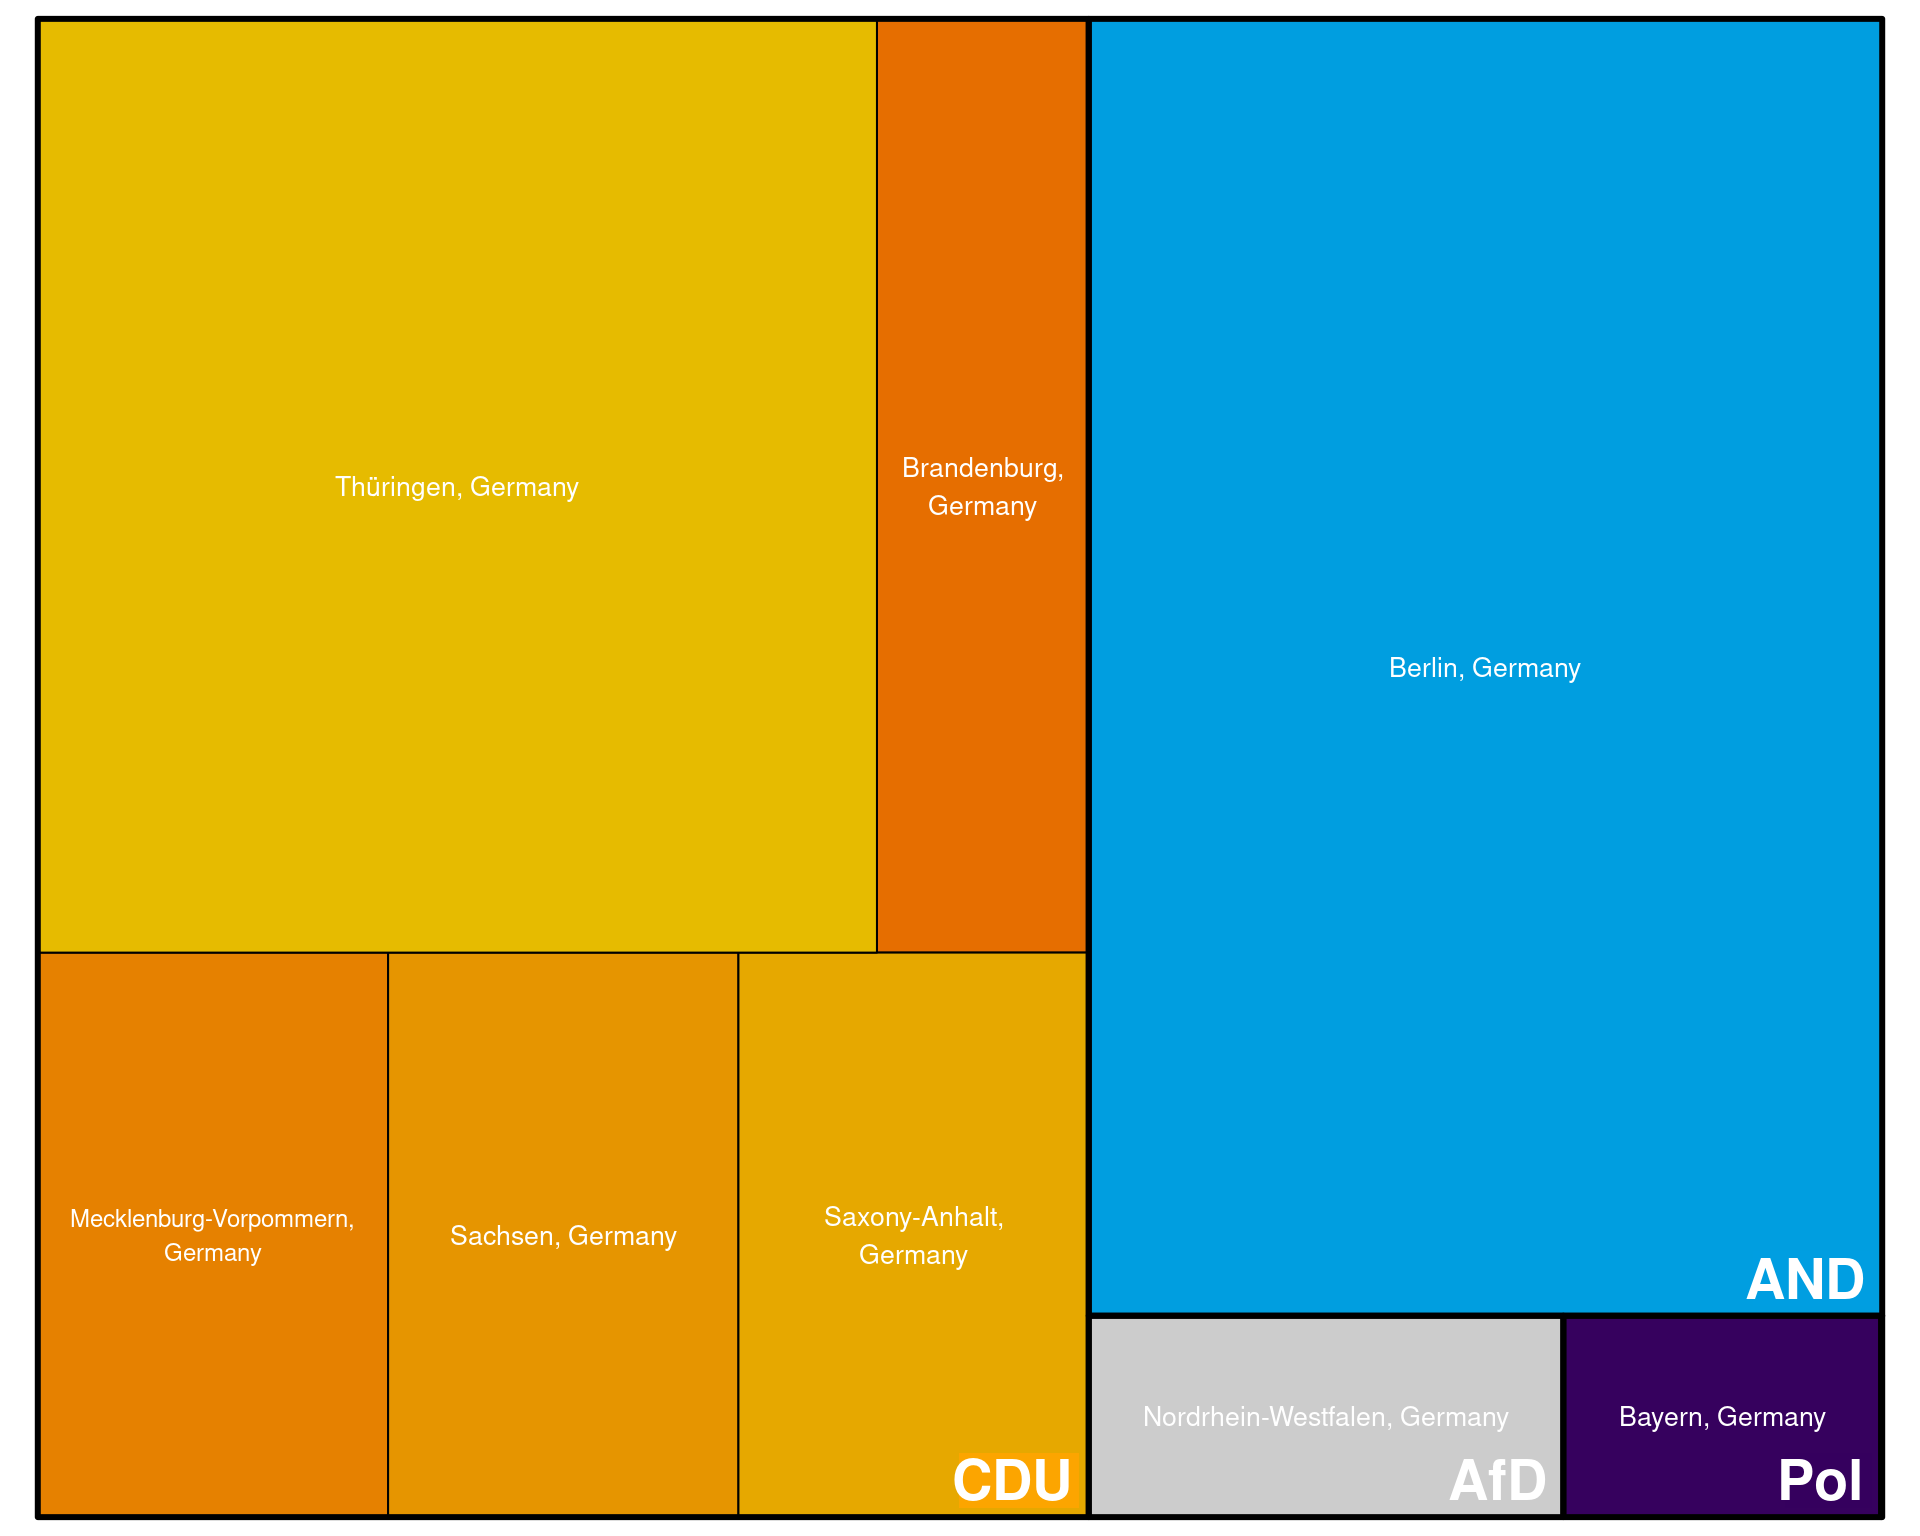 Thüringen, Germany
Brandenburg,
Germany
Mecklenburg-Vorpommern,
Germany
Sachsen, Germany
Saxony-Anhalt,
Germany
CDU
Berlin, Germany
AND
Nordrhein-Westfalen, Germany
AfD
Bayern, Germany
Pol